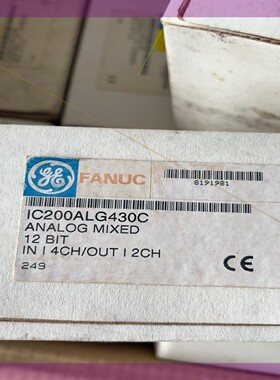 GE FANUC
8191981
IC200ALG430C
ANALOG MIXED
12 BIT
IN I 4CH/OUT I 2CH
249
CE